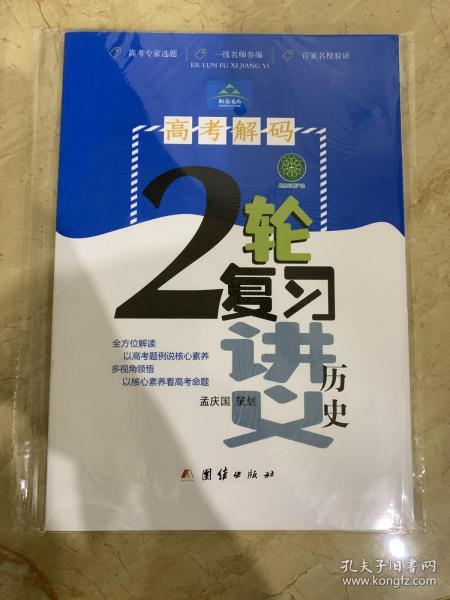 高考专家选题 一线名师参编 百家名校验证
ER LUN FU XI JIANG YI
高考解码
2轮
复习
讲义
历史
全方位解读
以高考题例说核心素养
多视角领悟
以核心素养看高考命题
孟庆国 策划
团结出版社
孔夫子旧书网
www.kongfz.com